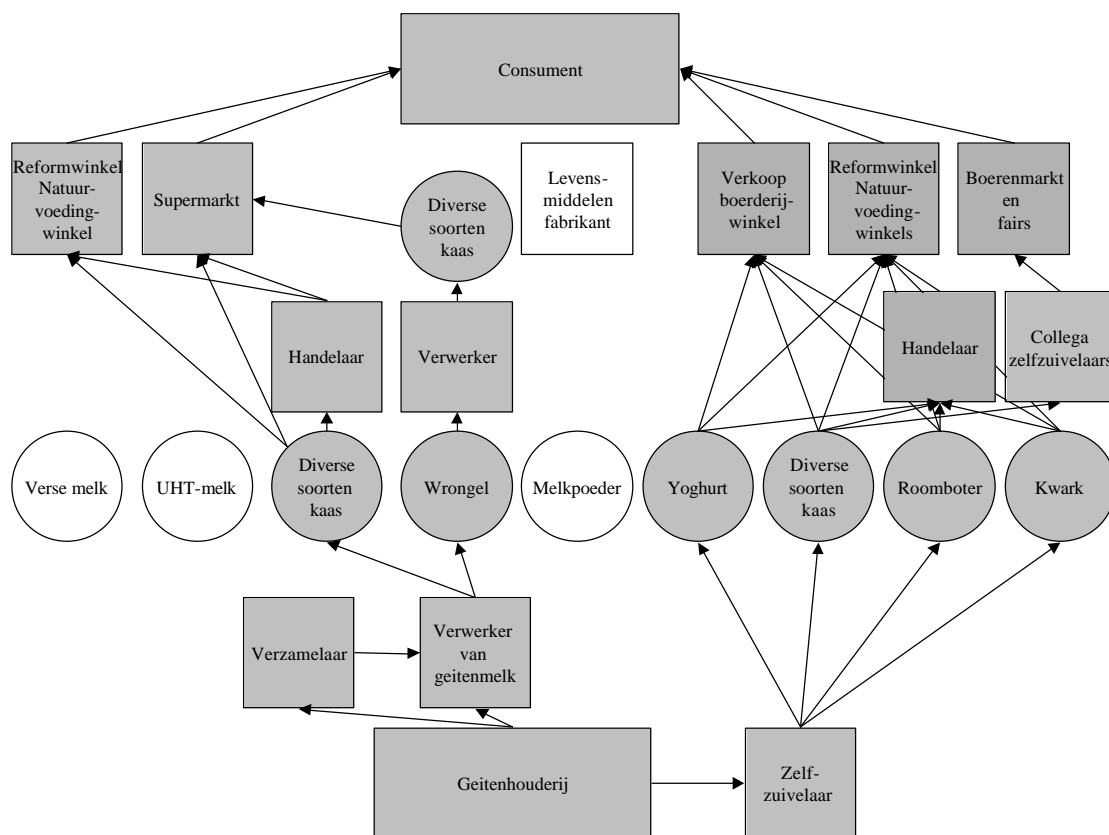 Consument
Reformwinkel
Natuur-
voeding-
winkel
Supermarkt
Diverse
soorten
kaas
Levens-
middelen
fabrikant
Verkoop
boerderij-
winkel
Reformwinkel
Natuur-
voeding-
winkels
Boerenmarkt
en
fairs
Handelaar
Verwerker
Handelaar
Collega
zelfzuivelaars
Verse melk
UHT-melk
Diverse
soorten
kaas
Wrongel
Melkpoeder
Yoghurt
Diverse
soorten
kaas
Roomboter
Kwark
Verzamelaar
Verwerker
van
geitenmelk
Geitenhouderij
Zelf-
zuivelaar